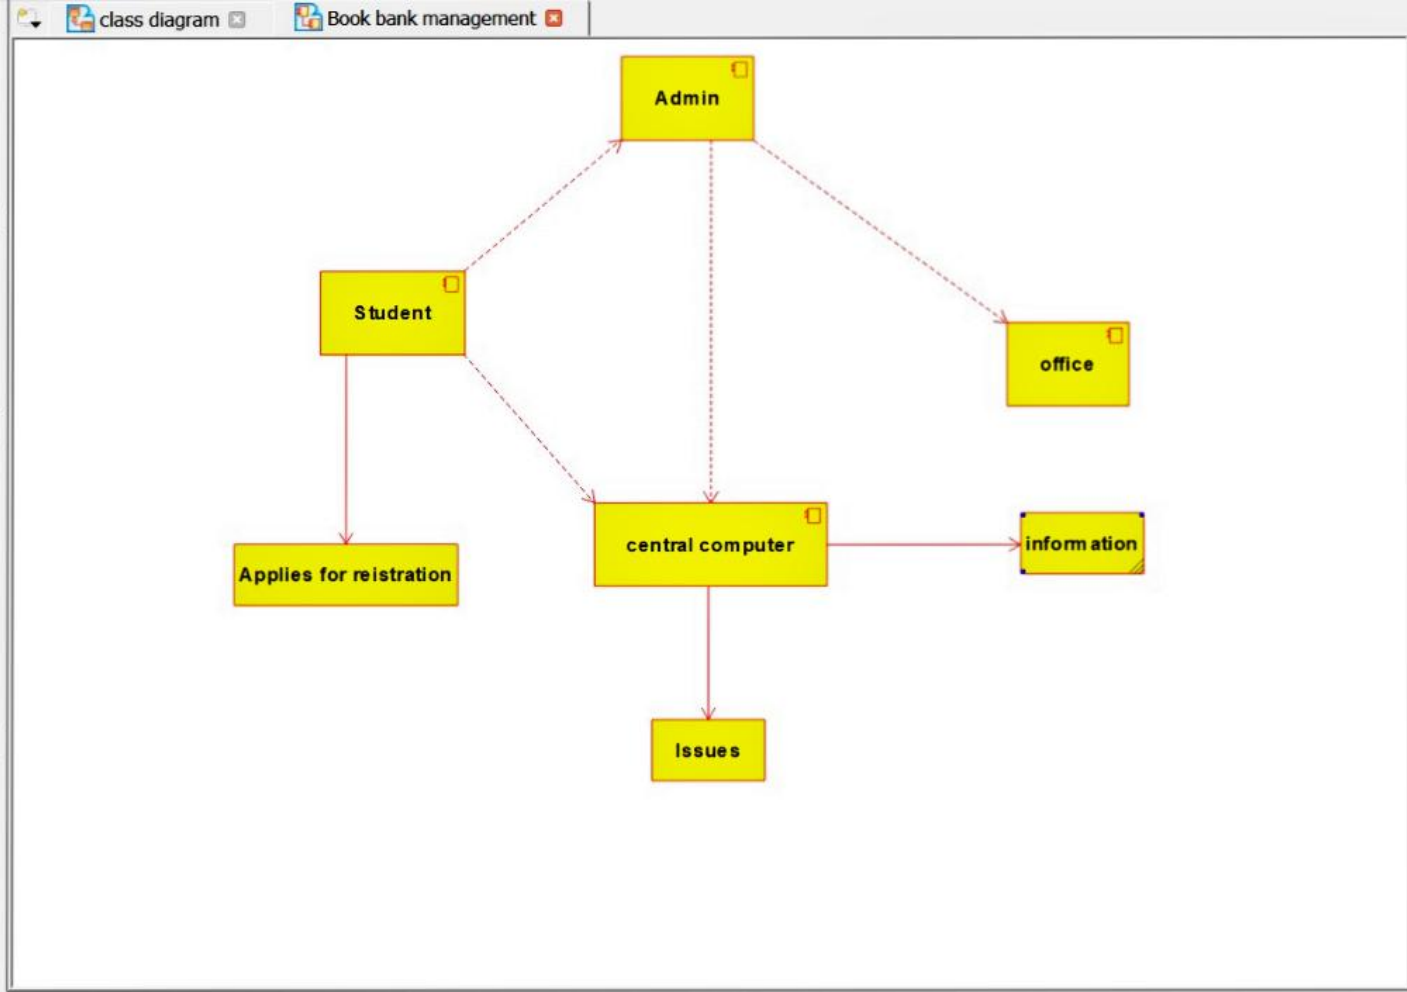 class diagram
Book bank management
Admin
Student
office
central computer
information
Applies for reistration
Issues